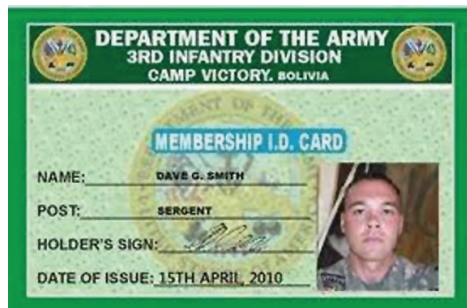 DEPARTMENT OF THE ARMY
3RD INFANTRY DIVISION
CAMP VICTORY. BOLIVIA
MEMBERSHIP I.D. CARD
NAME: DAVE G. SMITH
POST: SERGENT
HOLDER'S SIGN:
DATE OF ISSUE: 15TH APRIL, 2010